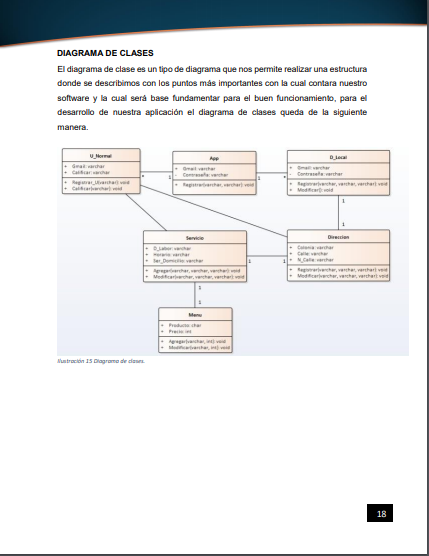 DIAGRAMA DE CLASES
El diagrama de clase es un tipo de diagrama que nos permite realizar una estructura
donde se describimos con los puntos más importantes con la cual contara nuestro
software y la cual será base fundamental para el buen funcionamiento, para el
desarrollo de nuestra aplicación el diagrama de clases queda de la siguiente
manera.
U_Normal
+ Gmail: varchar
+ Calificar: varchar
+ Registrar_U(varchar): void
+ Calificar(varchar): void
App
+ Gmail: varchar
- Contraseña: varchar
+ Registrar(varchar, varchar): void
D_Local
+ Gmail: varchar
- Contraseña: varchar
+ Registrar(varchar, varchar): void
+ Modificar(): void
* 1
1 *
1
1
Servicio
+ D_Labor: varchar
+ Horario: varchar
+ Ser_Domicilio: varchar
+ Agregar(varchar, varchar, varchar): void
+ Modificar(varchar, varchar, varchar): void
Direccion
+ Colonia: varchar
+ Calle: varchar
+ N_Calle: varchar
+ Registrar(varchar, varchar, varchar): void
+ Modificar(varchar, varchar, varchar): void
1 1
1
1
Menu
+ Producto: char
+ Precio: int
+ Agregar(varchar, int): void
+ Modificar(varchar, int): void
Ilustración 15 Diagrama de clases.
18